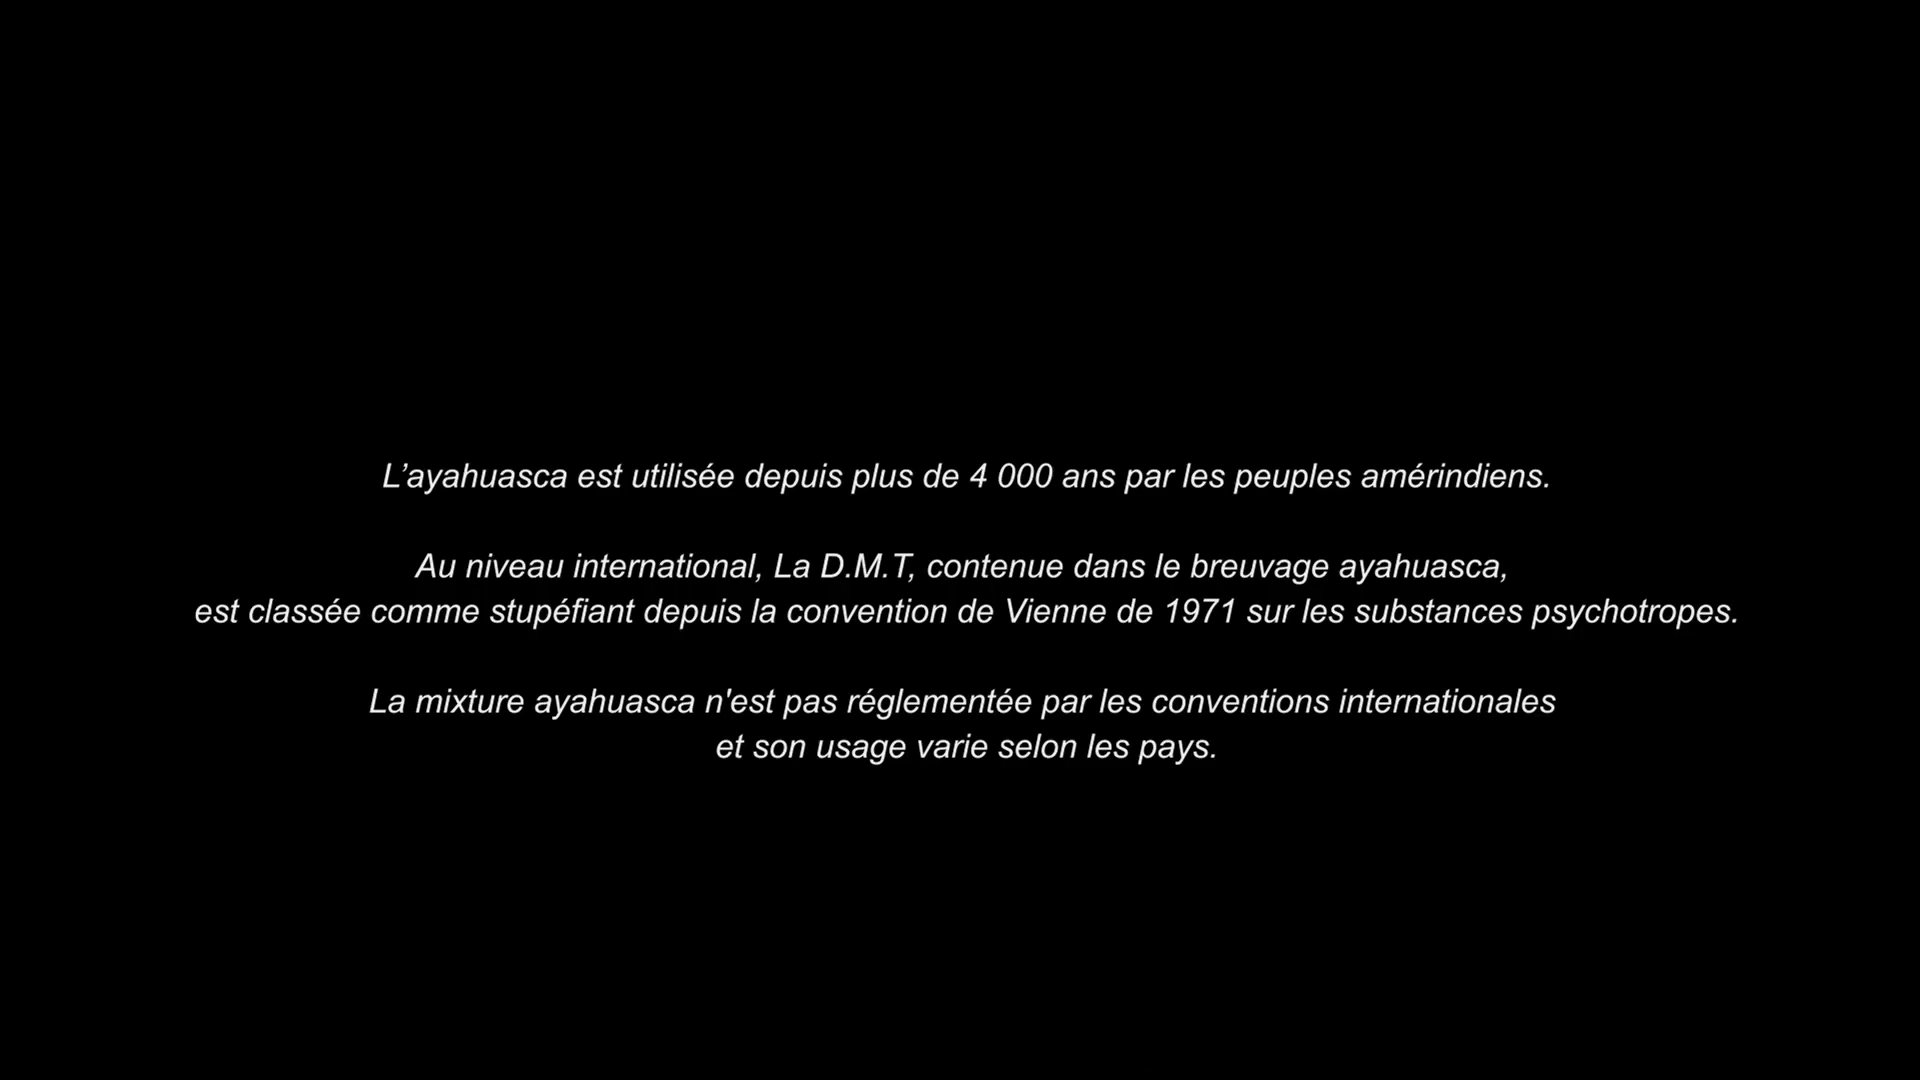 L’ayahuasca est utilisée depuis plus de 4 000 ans par les peuples amérindiens.
Au niveau international, La D.M.T, contenue dans le breuvage ayahuasca,
est classée comme stupéfiant depuis la convention de Vienne de 1971 sur les substances psychotropes.
La mixture ayahuasca n'est pas réglementée par les conventions internationales
et son usage varie selon les pays.